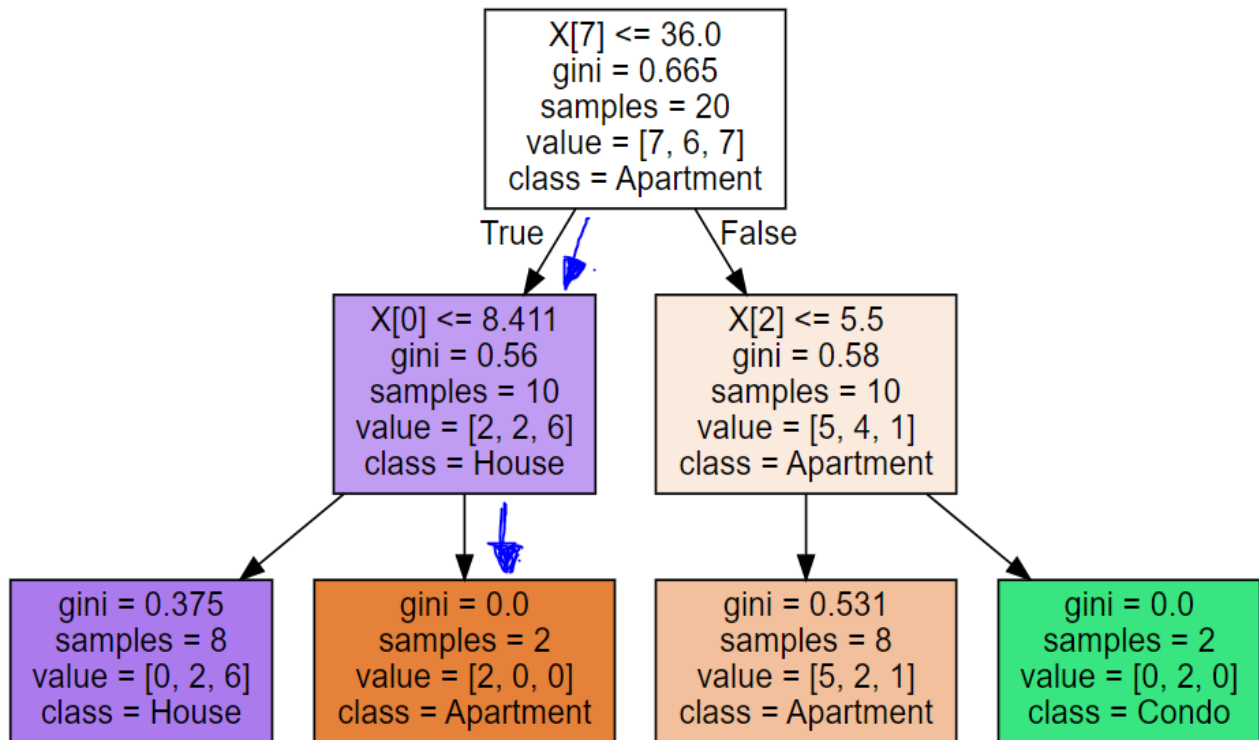 X[7] <= 36.0
gini = 0.665
samples = 20
value = [7, 6, 7]
class = Apartment
True
False
X[0] <= 8.411
gini = 0.56
samples = 10
value = [2, 2, 6]
class = House
X[2] <= 5.5
gini = 0.58
samples = 10
value = [5, 4, 1]
class = Apartment
gini = 0.375
samples = 8
value = [0, 2, 6]
class = House
gini = 0.0
samples = 2
value = [2, 0, 0]
class = Apartment
gini = 0.531
samples = 8
value = [5, 2, 1]
class = Apartment
gini = 0.0
samples = 2
value = [0, 2, 0]
class = Condo